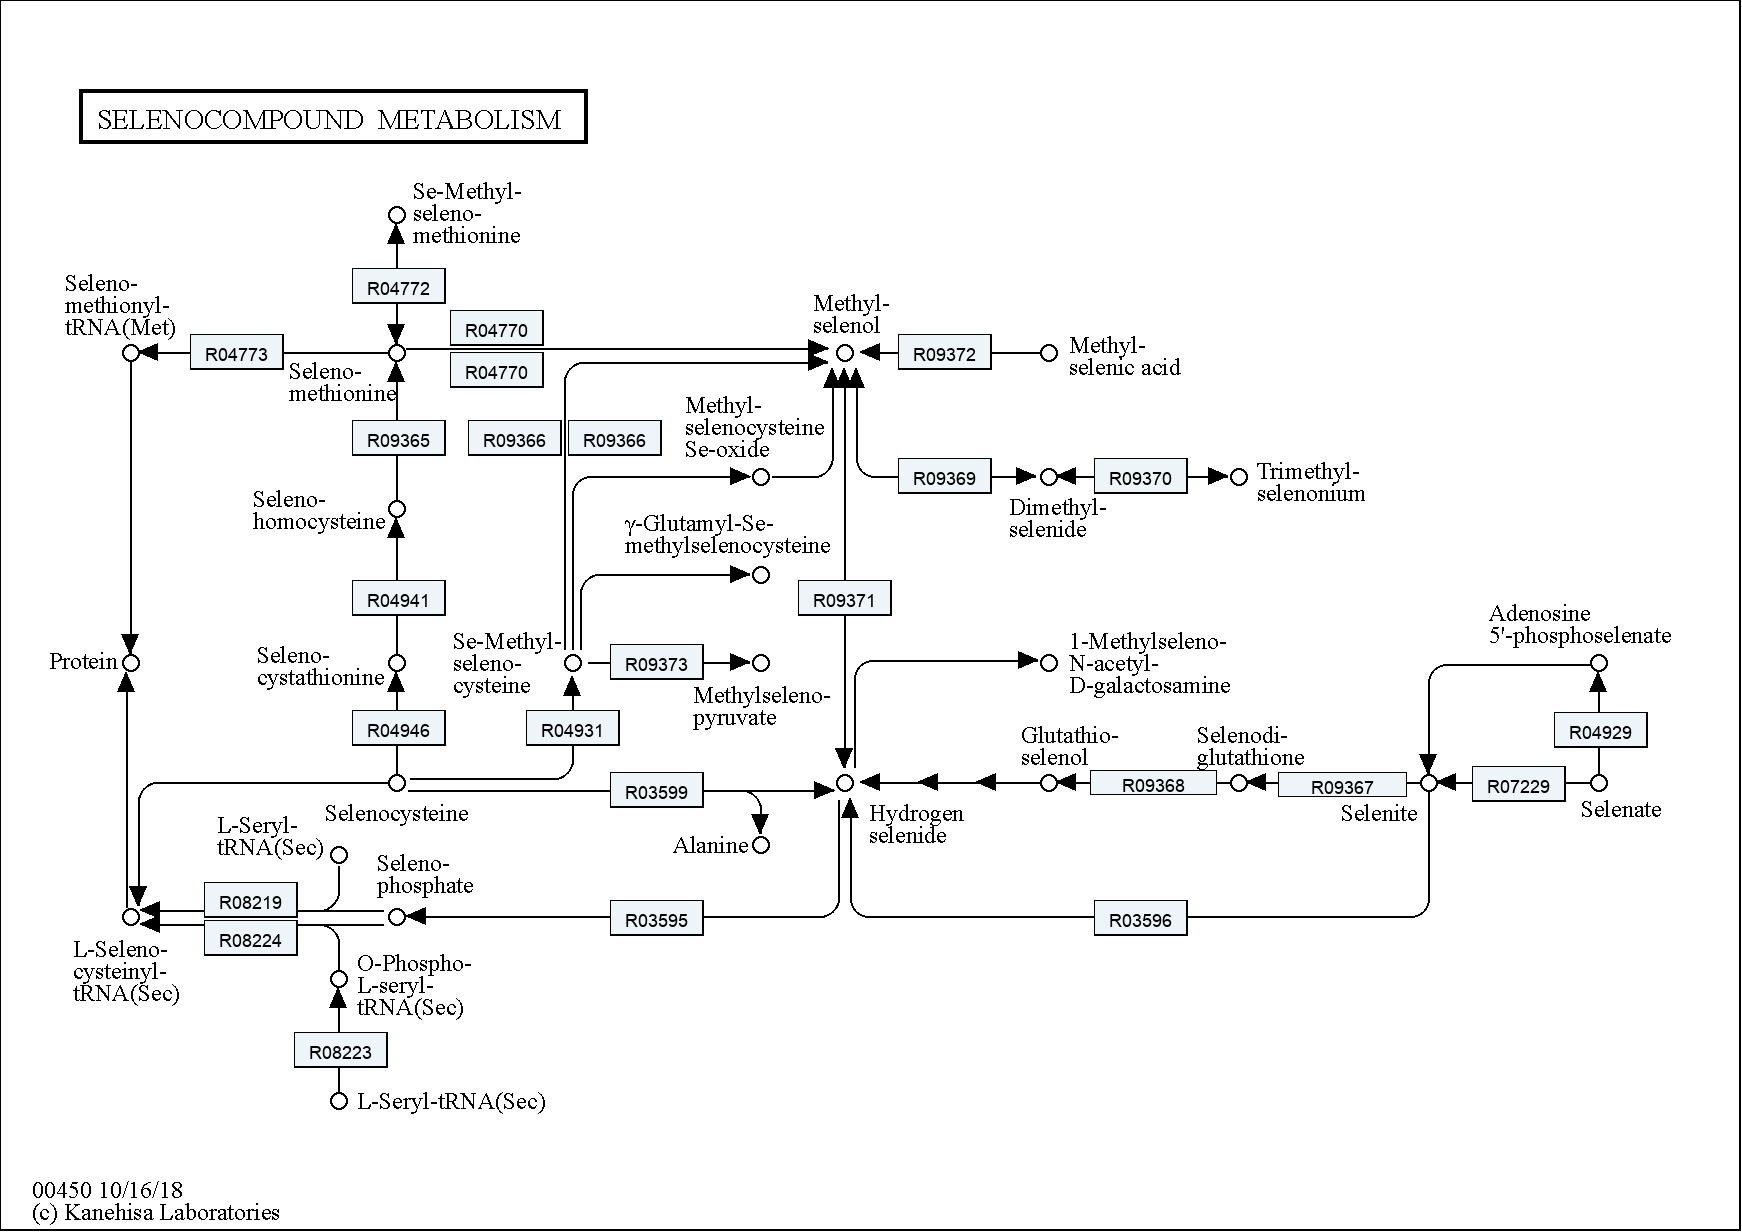 SELENOCOMPOUND METABOLISM
Se-Methyl-
seleno-
methionine
Seleno-
methionyl-
tRNA(Met)
R04772
R04773
R04770
R04770
Seleno-
methionine
Methyl-
selenol
R09372
Methyl-
selenic acid
R09365
R09366
R09366
Methyl-
selenocysteine
Se-oxide
R09369
R09370
Dimethyl-
selenide
Trimethyl-
selenonium
Seleno-
homocysteine
γ-Glutamyl-Se-
methylselenocysteine
R04941
R09371
Protein
Seleno-
cystathionine
Se-Methyl-
seleno-
cysteine
R09373
Methylseleno-
pyruvate
1-Methylseleno-
N-acetyl-
D-galactosamine
Adenosine
5'-phosphoselenate
R04946
R04931
R04929
Glutathio-
selenol
Selenodi-
glutathione
Selenocysteine
R03599
Alanine
Hydrogen
selenide
R09368
R09367
Selenite
R07229
Selenate
L-Seryl-
tRNA(Sec)
Seleno-
phosphate
R08219
R08224
R03595
R03596
L-Seleno-
cysteinyl-
tRNA(Sec)
O-Phospho-
L-seryl-
tRNA(Sec)
R08223
L-Seryl-tRNA(Sec)
00450 10/16/18
(c) Kanehisa Laboratories